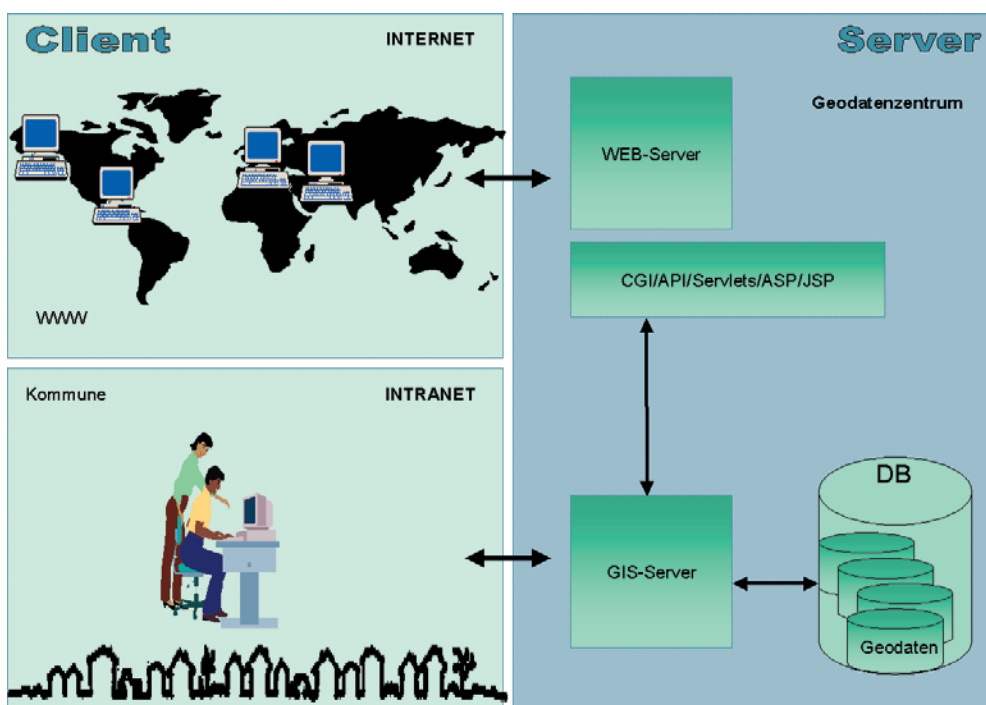 Client
INTERNET
WWW
Kommune
INTRANET
Server
Geodatenzentrum
WEB-Server
CGI/API/Servlets/ASP/JSP
GIS-Server
DB
Geodaten